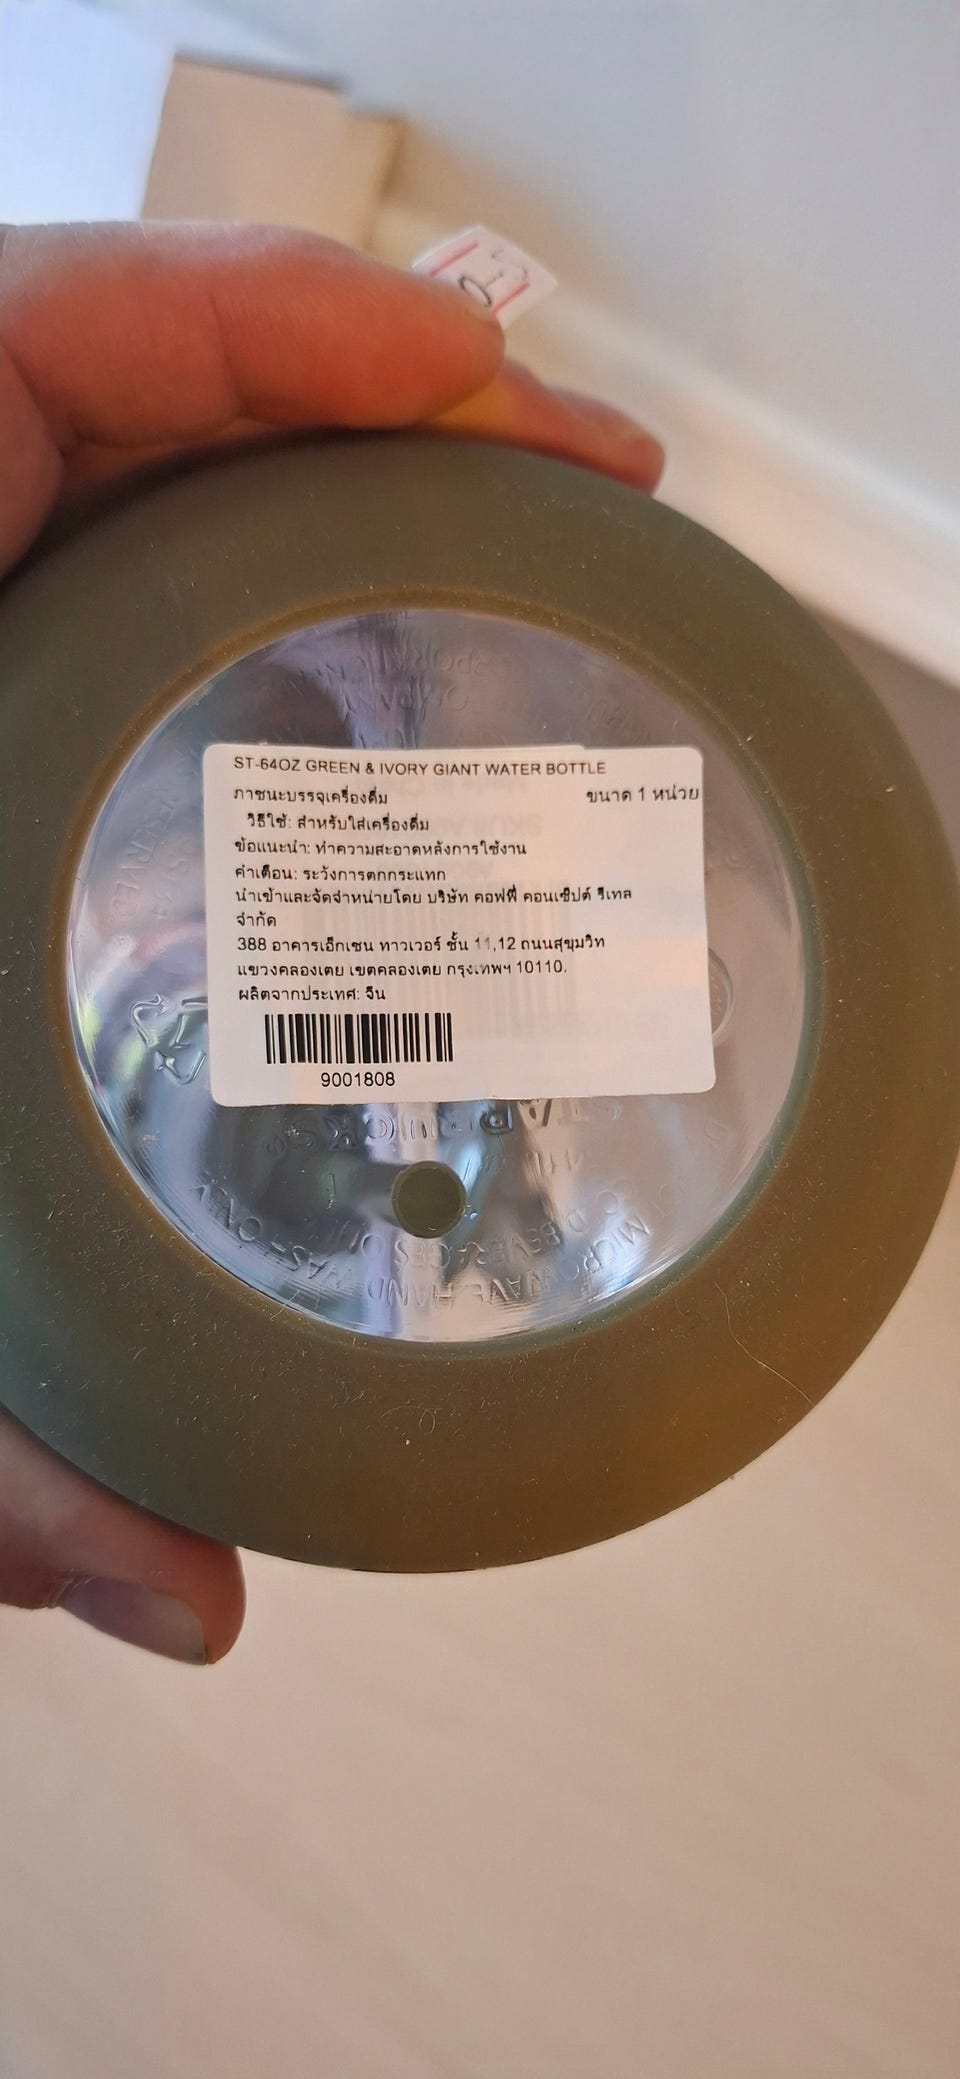 ST-64OZ GREEN & IVORY GIANT WATER BOTTLE
ภาชนะบรรจุเครื่องดื่ม ขนาด 1 หน่วย
วิธีใช้: สำหรับใส่เครื่องดื่ม
ข้อแนะนำ: ทำความสะอาดหลังการใช้งาน
คำเตือน: ระวังการตกกระแทก
นำเข้าและจัดจำหน่ายโดย บริษัท คอฟฟี่ คอนเซ็ปต์ รีเทล
จำกัด
388 อาคารเอ็กเชน ทาวเวอร์ ชั้น 11,12 ถนนสุขุมวิท
แขวงคลองเตย เขตคลองเตย กรุงเทพฯ 10110.
ผลิตจากประเทศ: จีน
9001808
STARBUCKS
MICROWAVE HAND WASH ONLY